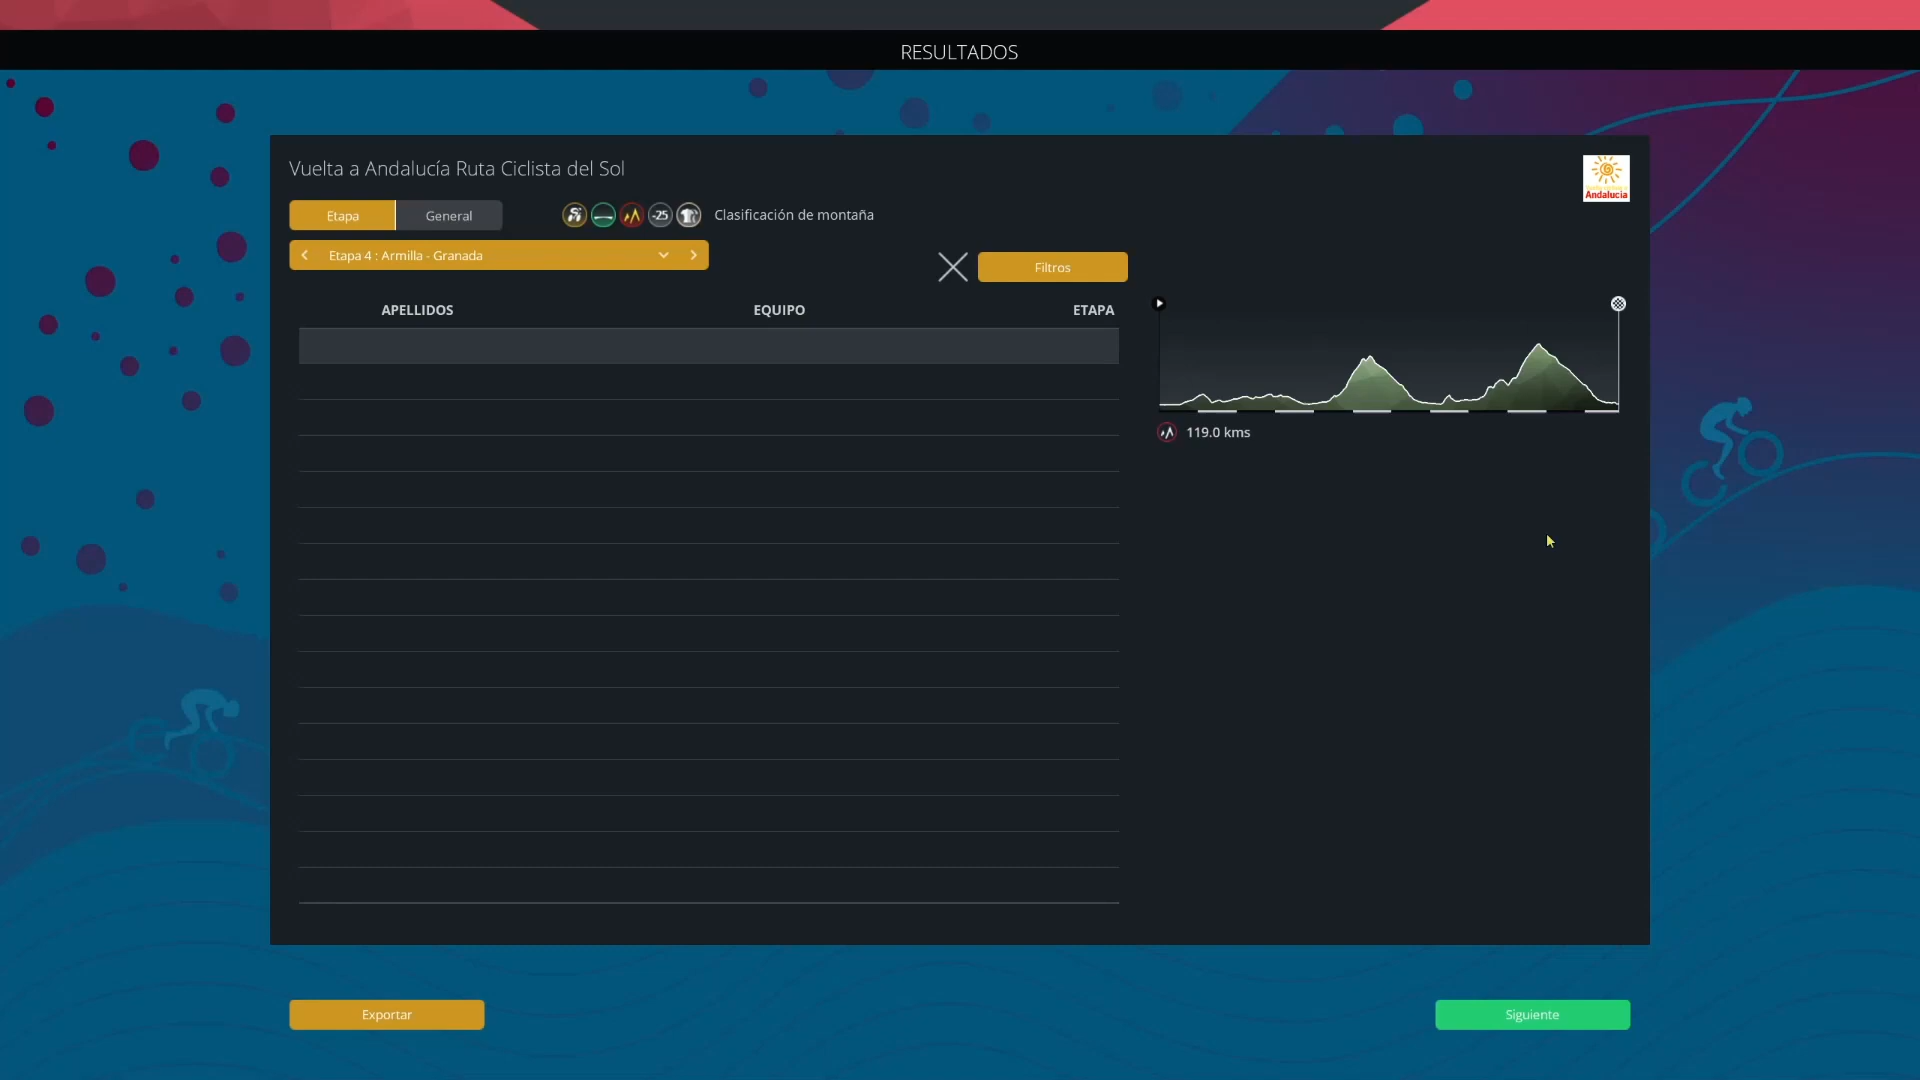 RESULTADOS
Vuelta a Andalucía Ruta Ciclista del Sol
Andalucía
Etapa General -25 Clasificación de montaña
Etapa 4 : Armilla - Granada
Filtros
APELLIDOS EQUIPO ETAPA
119.0 kms
Exportar Siguiente